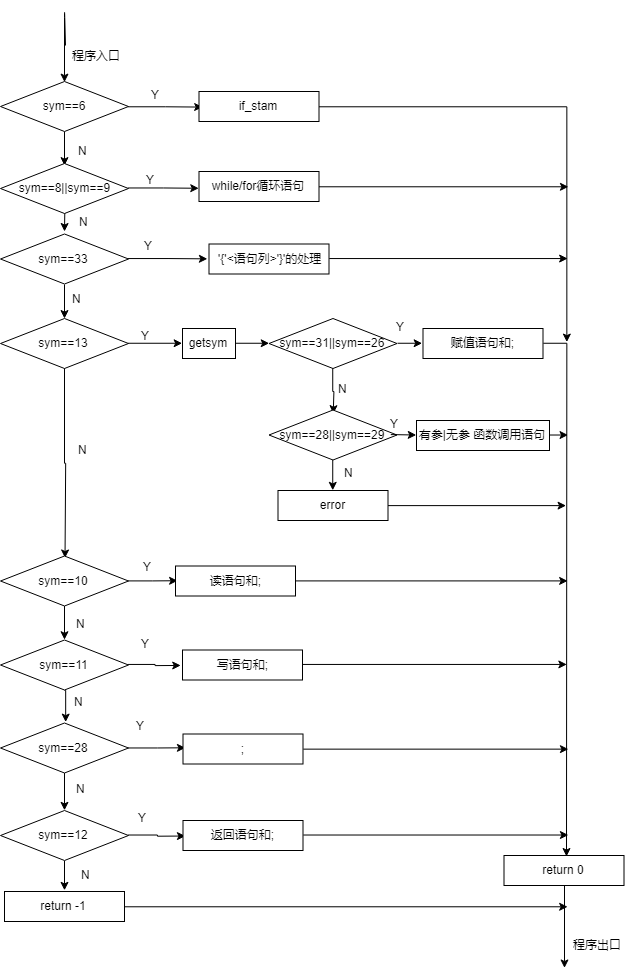 程序入口
sym==6
Y
if_stam
N
sym==8||sym==9
Y
while/for循环语句
N
sym==33
Y
'{'<语句列>'}'的处理
N
sym==13
Y
getsym
sym==31||sym==26
Y
赋值语句和;
N
N
sym==28||sym==29
Y
有参|无参 函数调用语句
N
error
sym==10
Y
读语句和;
N
sym==11
Y
写语句和;
N
sym==28
Y
;
N
sym==12
Y
返回语句和;
N
return 0
return -1
程序出口